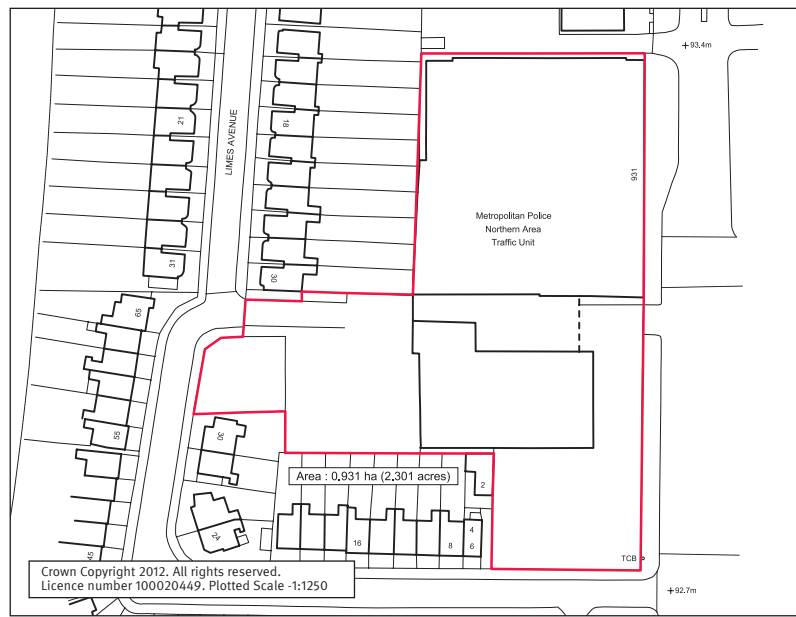 +93.4m
21
18
LIMES AVENUE
931
Metropolitan Police
Northern Area
Traffic Unit
31
30
65
55
30
Area : 0.931 ha (2.301 acres)
2
24
16
8
4
6
45
TCB
Crown Copyright 2012. All rights reserved.
Licence number 100020449. Plotted Scale -1:1250
+92.7m